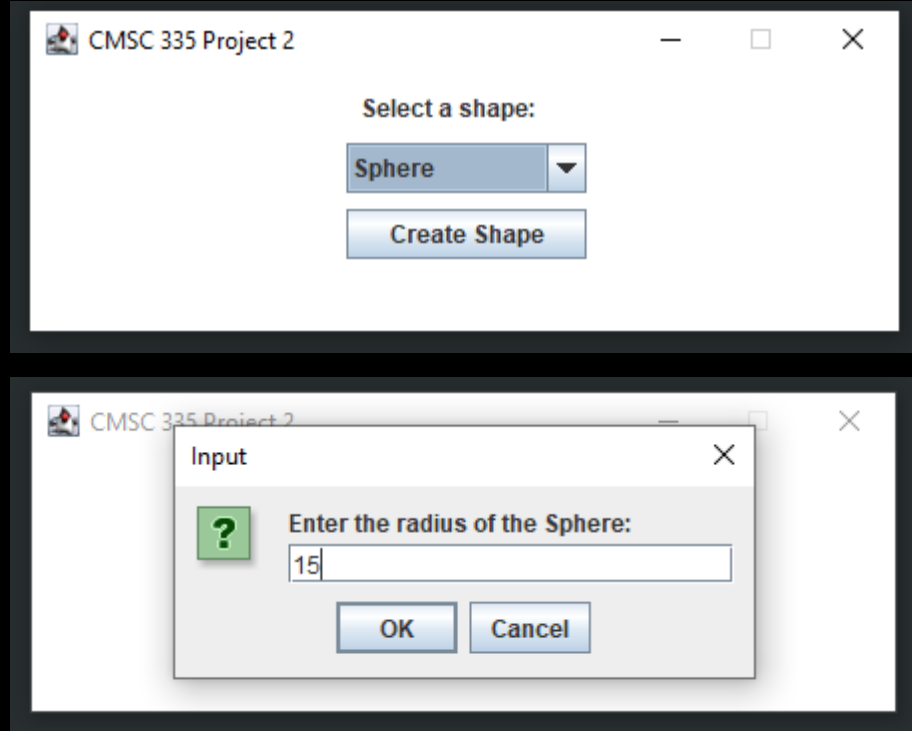 CMSC 335 Project 2
Select a shape:
Sphere
Create Shape
CMSC 335 Project 2
Input
?
Enter the radius of the Sphere:
15
OK Cancel